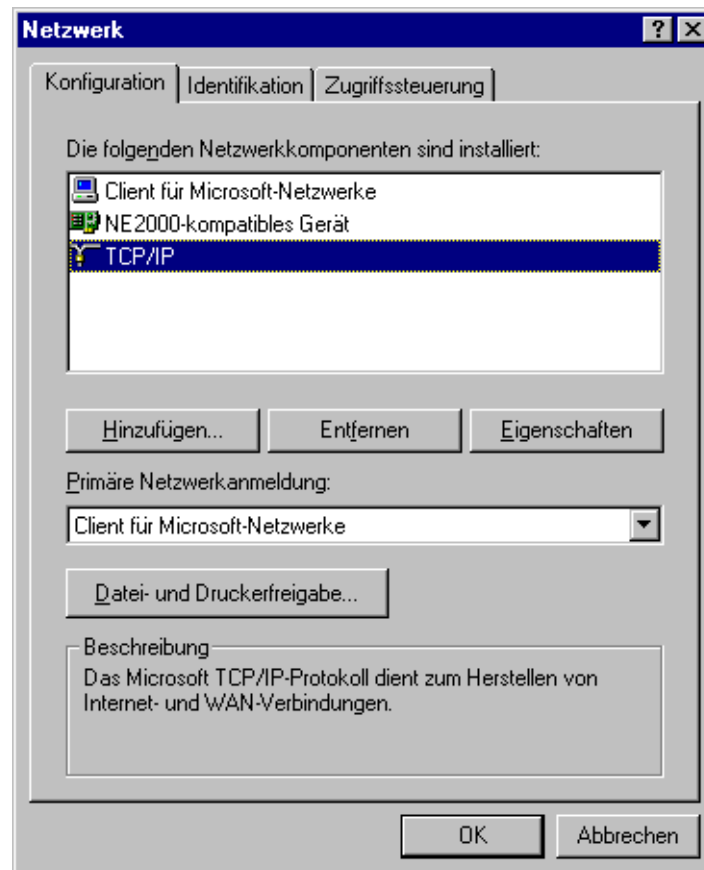 Netzwerk
Konfiguration Identifikation Zugriffssteuerung
Die folgenden Netzwerkkomponenten sind installiert:
Client für Microsoft-Netzwerke
NE2000-kompatibles Gerät
TCP/IP
Hinzufügen... Entfernen Eigenschaften
Primäre Netzwerkanmeldung:
Client für Microsoft-Netzwerke
Datei- und Druckerfreigabe...
Beschreibung
Das Microsoft TCP/IP-Protokoll dient zum Herstellen von
Internet- und WAN-Verbindungen.
OK Abbrechen